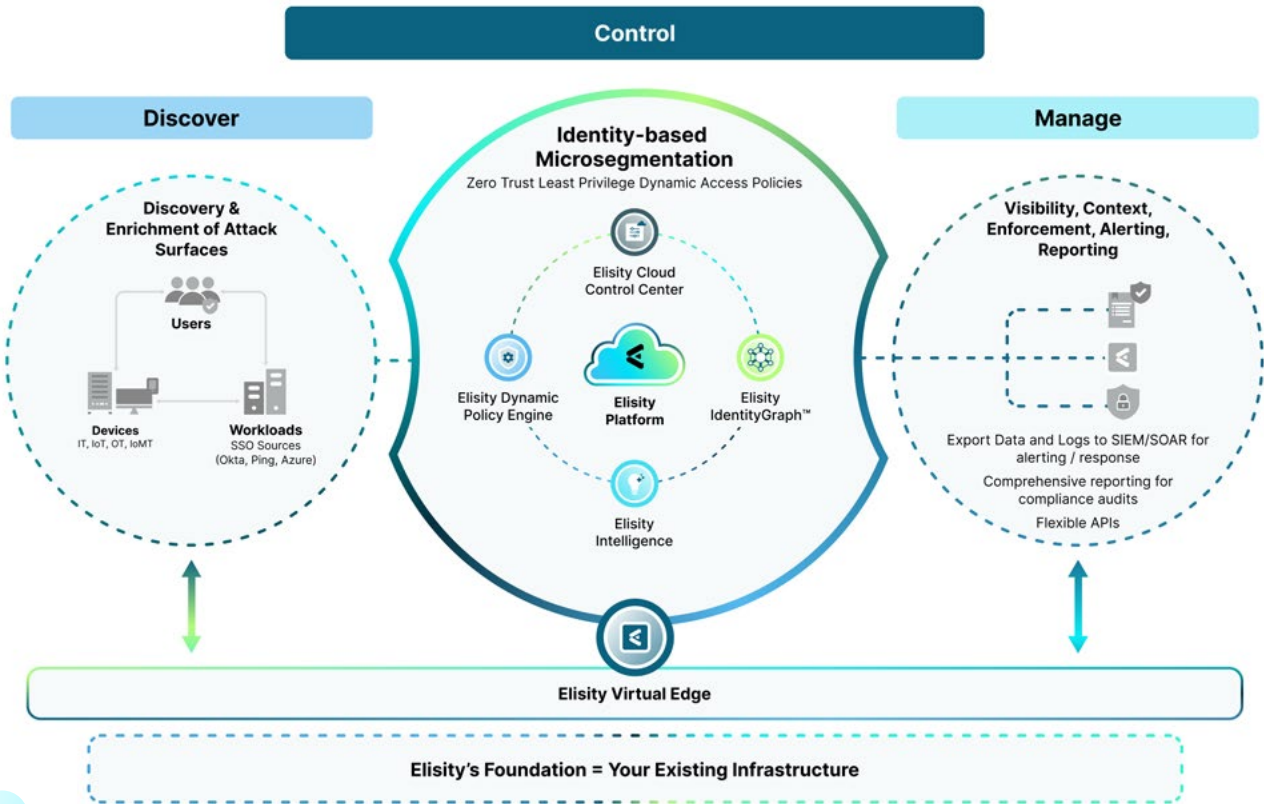 Control
Discover
Discovery &
Enrichment of Attack
Surfaces
Users
Devices
IT, IoT, OT, IoMT
Workloads
SSO Sources
(Okta, Ping, Azure)
Identity-based
Microsegmentation
Zero Trust Least Privilege Dynamic Access Policies
Elisity Cloud
Control Center
Elisity Dynamic
Policy Engine
Elisity
Platform
Elisity
IdentityGraph™
Elisity
Intelligence
Manage
Visibility, Context,
Enforcement, Alerting,
Reporting
Export Data and Logs to SIEM/SOAR for
alerting / response
Comprehensive reporting for
compliance audits
Flexible APIs
Elisity Virtual Edge
Elisity’s Foundation = Your Existing Infrastructure